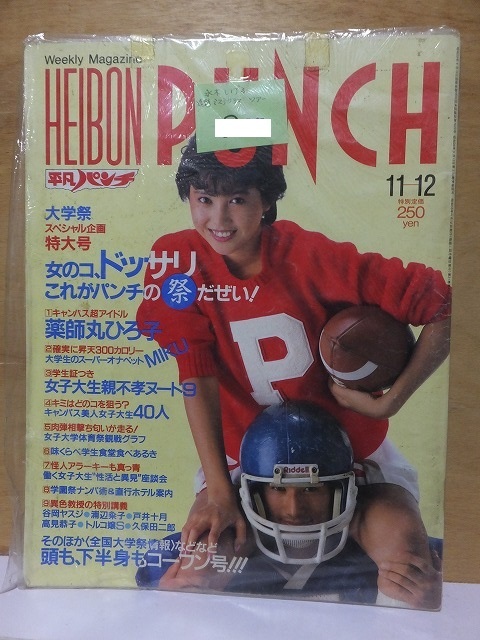 Weekly Magazine
HEIBON PUNCH
平凡パンチ
11—12
特別定価
250
yen
大学祭
スペシャル企画
特大号
女のコ、ドッサリ
これがパンチの祭だぜい!
①キャンパス超アイドル
薬師丸ひろ子
②確実に昇天300カロリー
大学生のスーパーオナペット MIKU
③学生証つき
女子大生親不孝ヌード9
④キミはどのコを狙う?
キャンパス美人女子大生40人
⑤肉弾相撃ち匂いが走る!
女子大学体育祭観戦グラフ
⑥味くらべ学生食堂食べあるき
⑦怪人アラーキーも真っ青
働く女子大生“性活と異見”座談会
⑧学園祭ナンパ術&直行ホテル案内
⑨異色教授の特別講義
谷岡ヤスジ●渡辺粂子●戸井十月
高見恭子●トルコ嬢S●久保田二郎
そのほか〈全国大学祭情報〉などなど
頭も、下半身もコーフン号!!!
P
Riddell
7